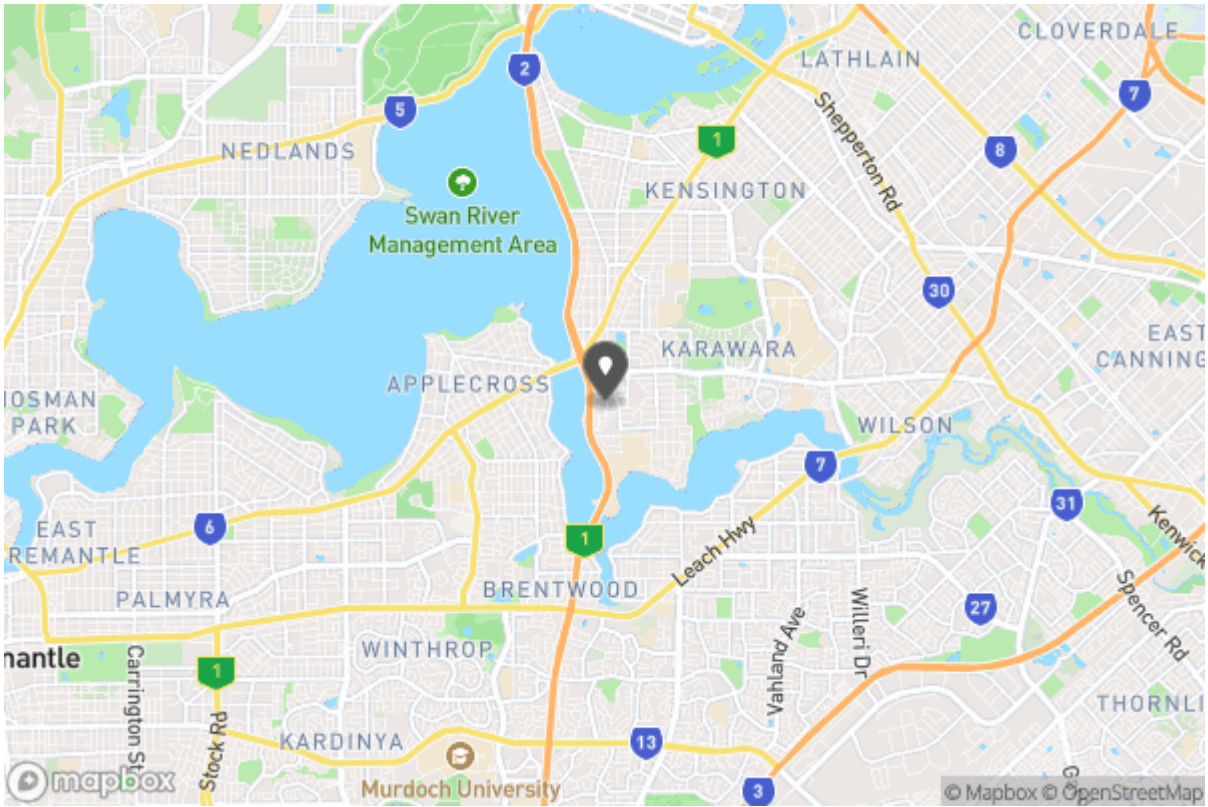 CLOVERDALE
LATHLAIN
2
7
5
Shepperton Rd
1
8
NEDLANDS
KENSINGTON
Swan River
Management Area
30
EAST
CANNING
KARAWARA
APPLECROSS
MOSMAN
PARK
WILSON
7
31
6
EAST
FREMANTLE
1
Leach Hwy
Kenwick
BRENTWOOD
PALMYRA
27
Spencer Rd
Willeri Dr
Vahland Ave
WINTHROP
mantle
Carrington St
1
Stock Rd
THORNLI
KARDINYA
13
Murdoch University
3
G
mapbox
© Mapbox © OpenStreetMap